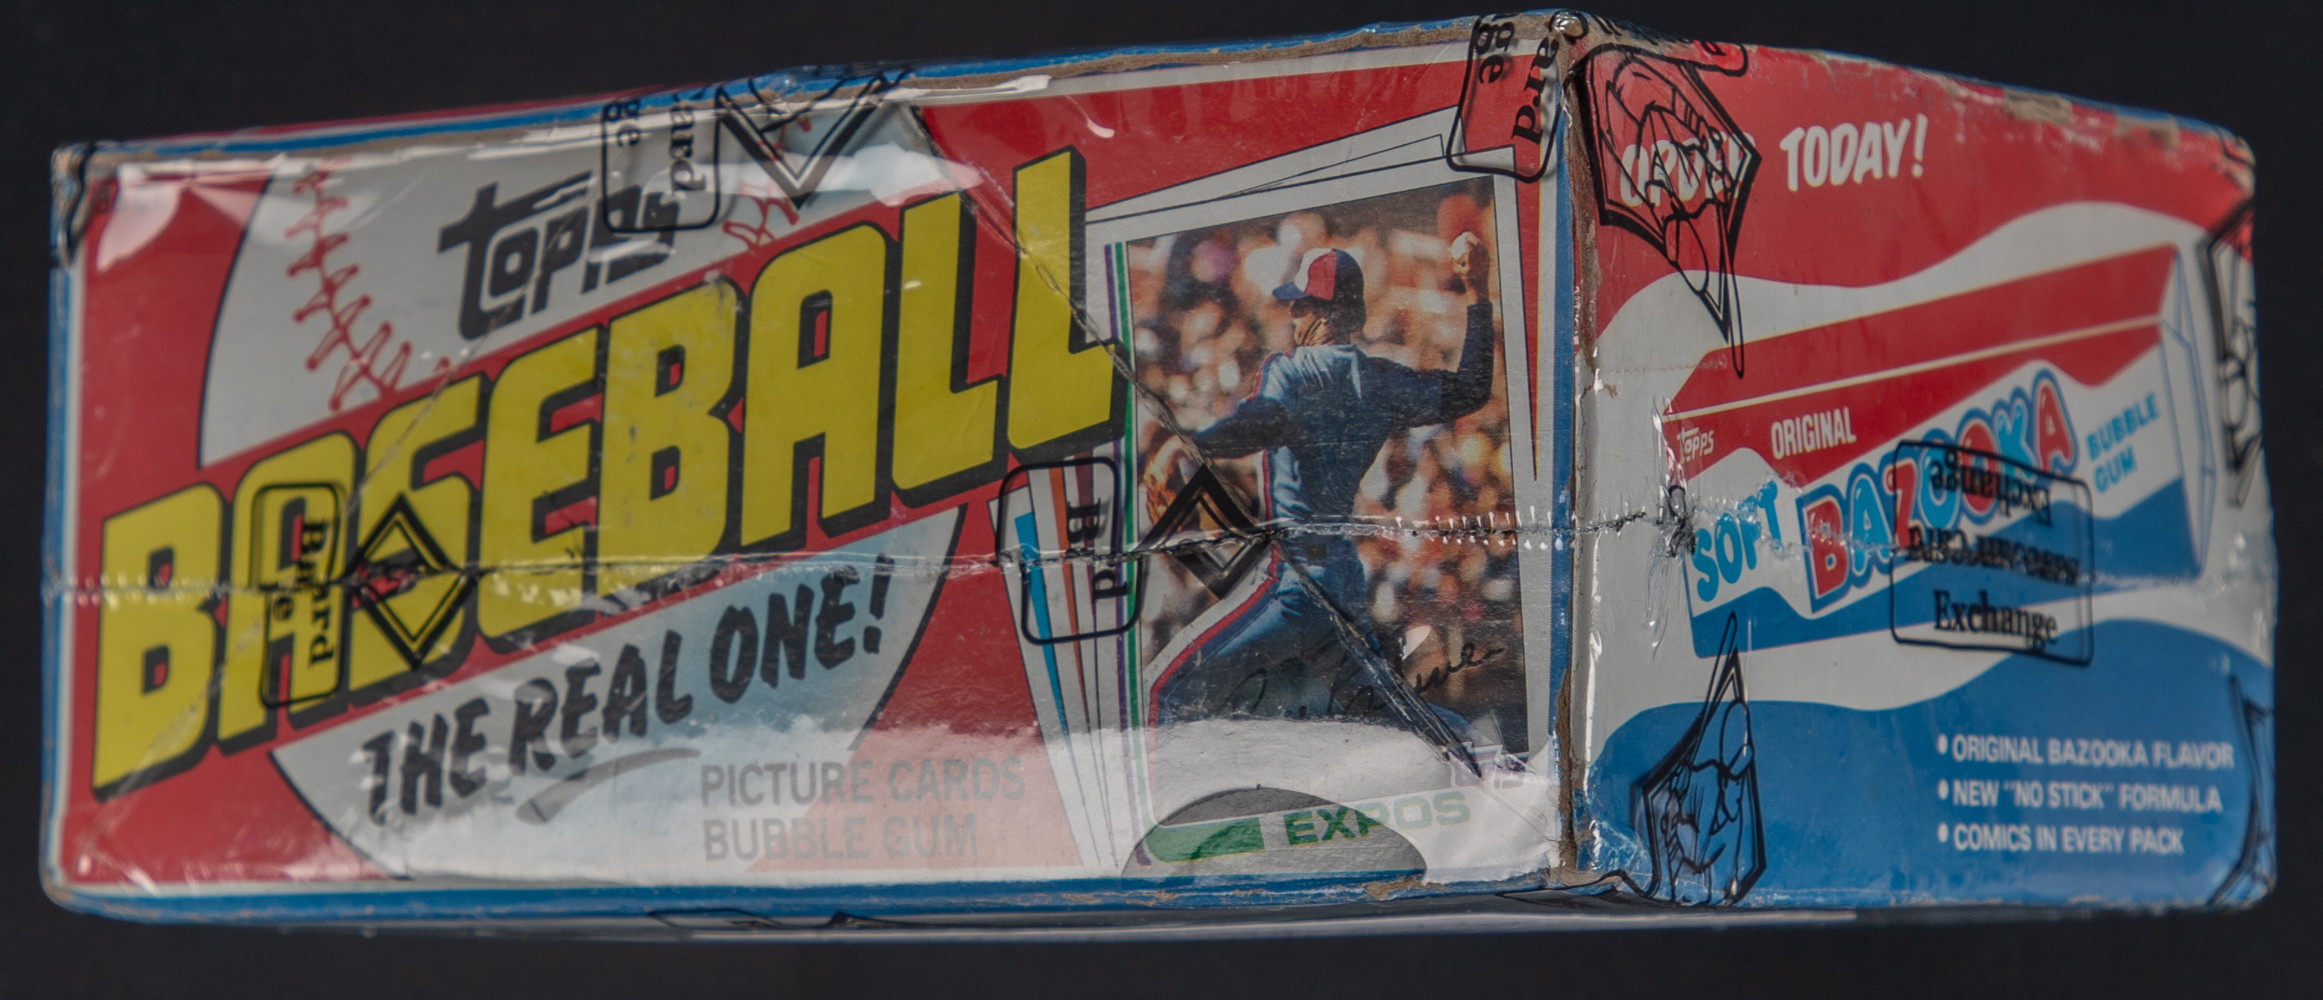 Topps
BASEBALL
THE REAL ONE!
PICTURE CARDS
BUBBLE GUM
EXPOS
TODAY!
Topps
ORIGINAL
SOFT BAZOOKA
BUBBLE
GUM
• ORIGINAL BAZOOKA FLAVOR
• NEW "NO STICK" FORMULA
• COMICS IN EVERY PACK
Exchange
Exchange